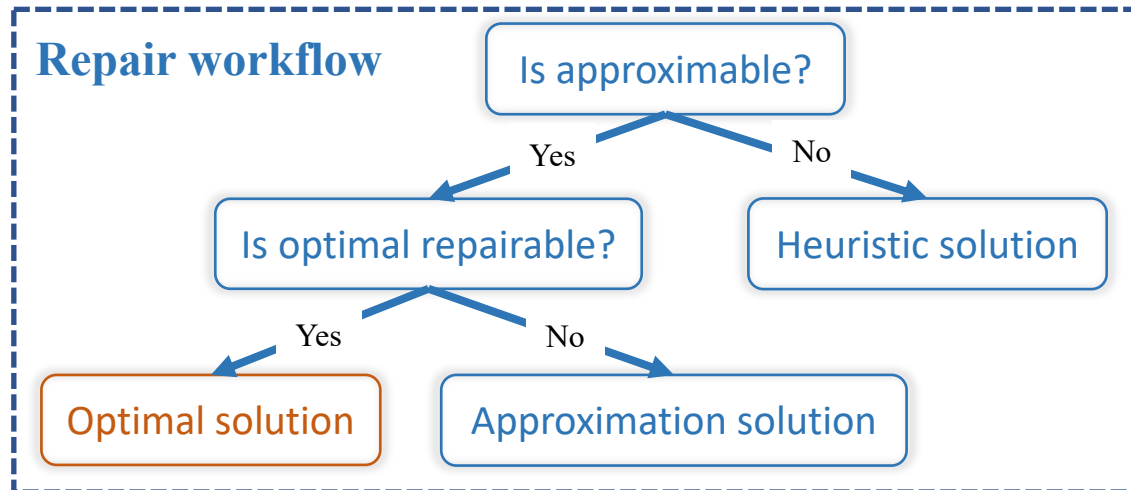 Repair workflow
Is approximable?
Yes
No
Is optimal repairable?
Heuristic solution
Yes
No
Optimal solution
Approximation solution